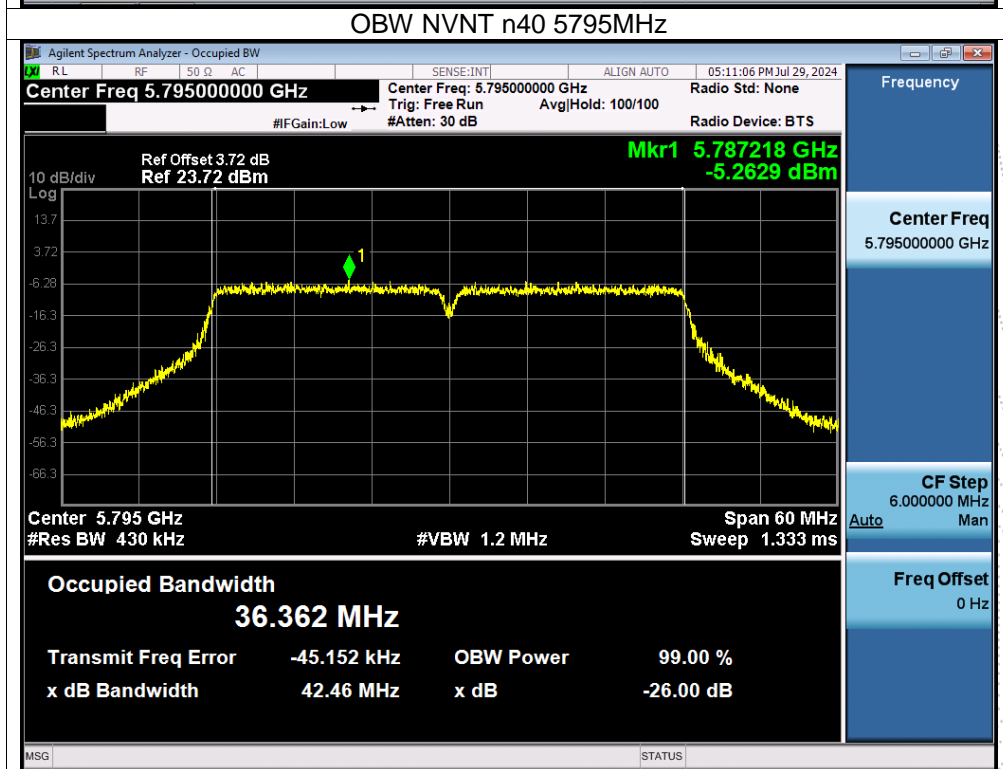 OBW NVNT n40 5795MHz
Agilent Spectrum Analyzer - Occupied BW
LXI RL RF 50 Ω AC SENSE:INT ALIGN AUTO 05:11:06 PM Jul 29, 2024
Center Freq 5.795000000 GHz
Center Freq: 5.795000000 GHz Radio Std: None
Trig: Free Run Avg|Hold: 100/100
#IFGain:Low #Atten: 30 dB Radio Device: BTS
Frequency
Mkr1 5.787218 GHz
-5.2629 dBm
Ref Offset 3.72 dB
10 dB/div Ref 23.72 dBm
Log
13.7
3.72
1
-6.28
-16.3
-26.3
-36.3
-46.3
-56.3
-66.3
Center 5.795 GHz Span 60 MHz
#Res BW 430 kHz #VBW 1.2 MHz Sweep 1.333 ms
Occupied Bandwidth
36.362 MHz
Transmit Freq Error -45.152 kHz OBW Power 99.00 %
x dB Bandwidth 42.46 MHz x dB -26.00 dB
Center Freq
5.795000000 GHz
CF Step
6.000000 MHz
Auto Man
Freq Offset
0 Hz
MSG STATUS